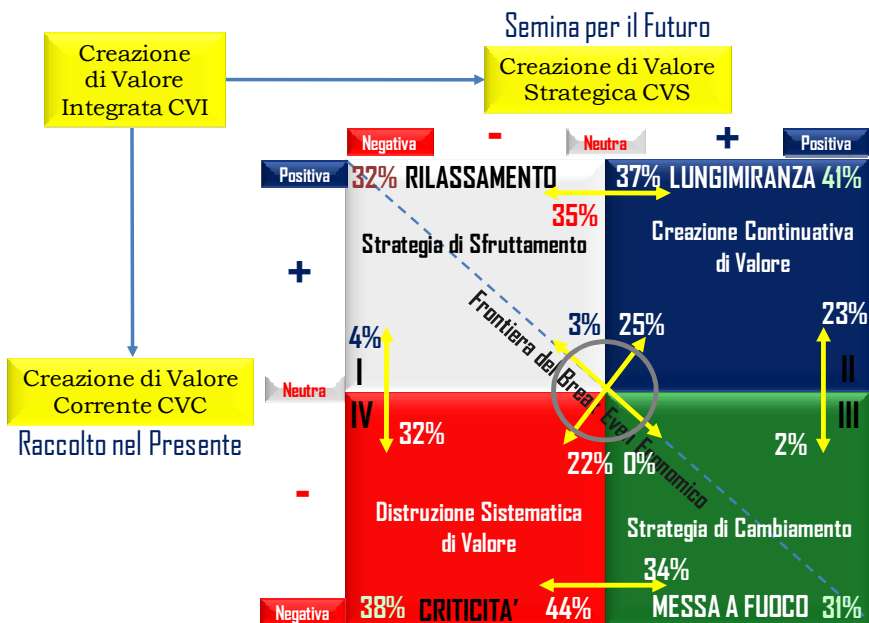 Semina per il Futuro
Creazione
di Valore
Integrata CVI
Creazione di Valore
Strategica CVS
Negativa - Neutra + Positiva
Positiva
32% RILASSAMENTO
37% LUNGIMIRANZA 41%
35%
Strategia di Sfruttamento
Creazione Continuativa
di Valore
+
Frontiera del Break Even Economico
4%
3%
25%
23%
I
II
Creazione di Valore
Corrente CVC
Neutra
IV
III
Raccolto nel Presente
32%
22%
0%
2%
-
Distruzione Sistematica
di Valore
Strategia di Cambiamento
34%
Negativa
38% CRITICITA'
44%
MESSA A FUOCO 31%